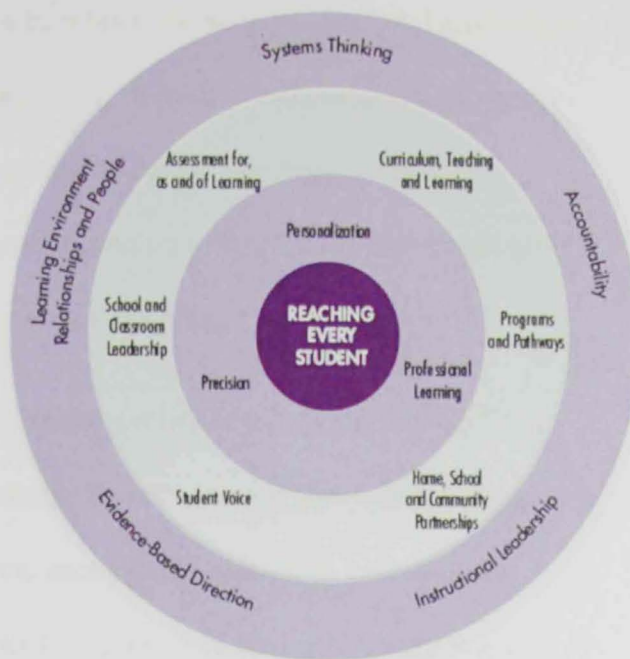 Systems Thinking
Learning Environment
Relationships and People
Accountability
Assessment for,
as and of Learning
Curriculum, Teaching
and Learning
Personalization
School and
Classroom
Leadership
REACHING
EVERY
STUDENT
Programs
and Pathways
Precision
Professional
Learning
Student Voice
Home, School
and Community
Partnerships
Evidence-Based Direction
Instructional Leadership